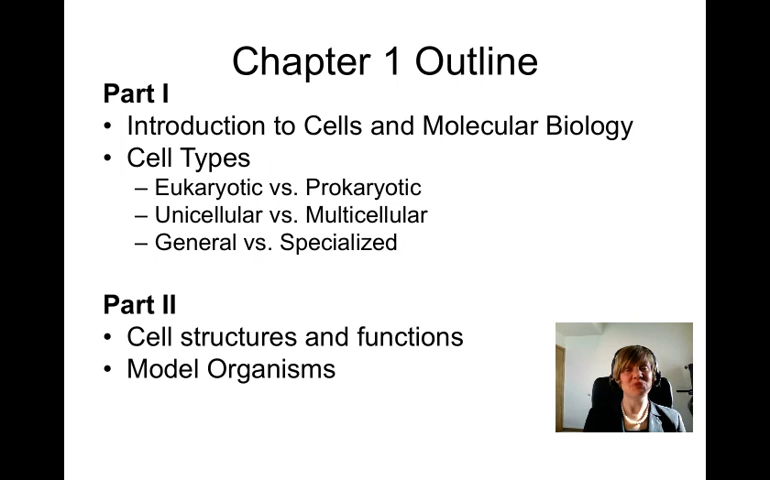 Chapter 1 Outline
Part I
• Introduction to Cells and Molecular Biology
• Cell Types
– Eukaryotic vs. Prokaryotic
– Unicellular vs. Multicellular
– General vs. Specialized
Part II
• Cell structures and functions
• Model Organisms